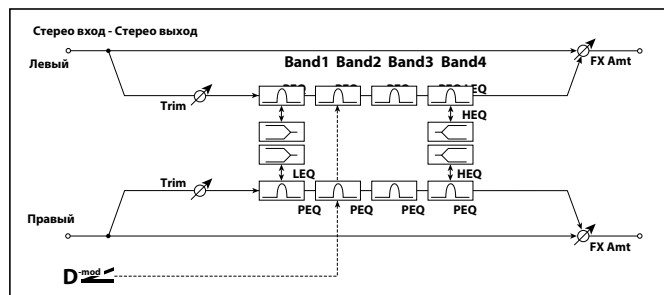 Стерео вход - Стерео выход
Левый
Band1 Band2 Band3 Band4
FX Amt
Trim
HEQ
LEQ
HEQ
Trim
PEQ PEQ PEQ PEQ
Правый
FX Amt
D-mod